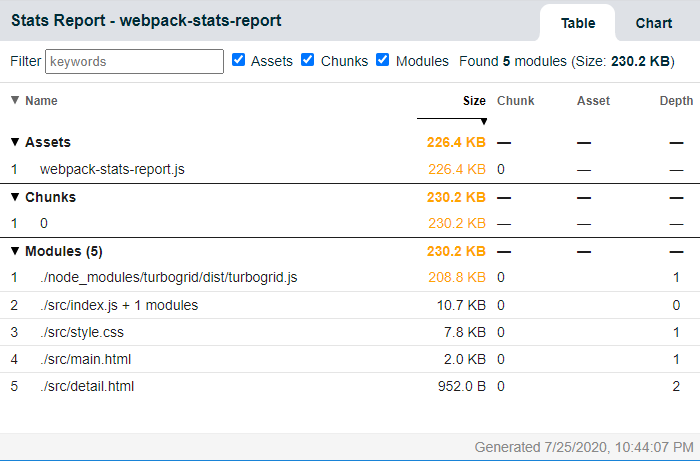 Stats Report - webpack-stats-report Table Chart
Filter keywords Assets Chunks Modules Found 5 modules (Size: 230.2 KB)
▼ Name Size Chunk Asset Depth
▼ Assets 226.4 KB — — —
1 webpack-stats-report.js 226.4 KB 0
▼ Chunks 230.2 KB — — —
1 0 230.2 KB
▼ Modules (5) 230.2 KB — — —
1 ./node_modules/turbogrid/dist/turbogrid.js 208.8 KB 0 1
2 ./src/index.js + 1 modules 10.7 KB 0 0
3 ./src/style.css 7.8 KB 0 1
4 ./src/main.html 2.0 KB 0 1
5 ./src/detail.html 952.0 B 0 2
Generated 7/25/2020, 10:44:07 PM